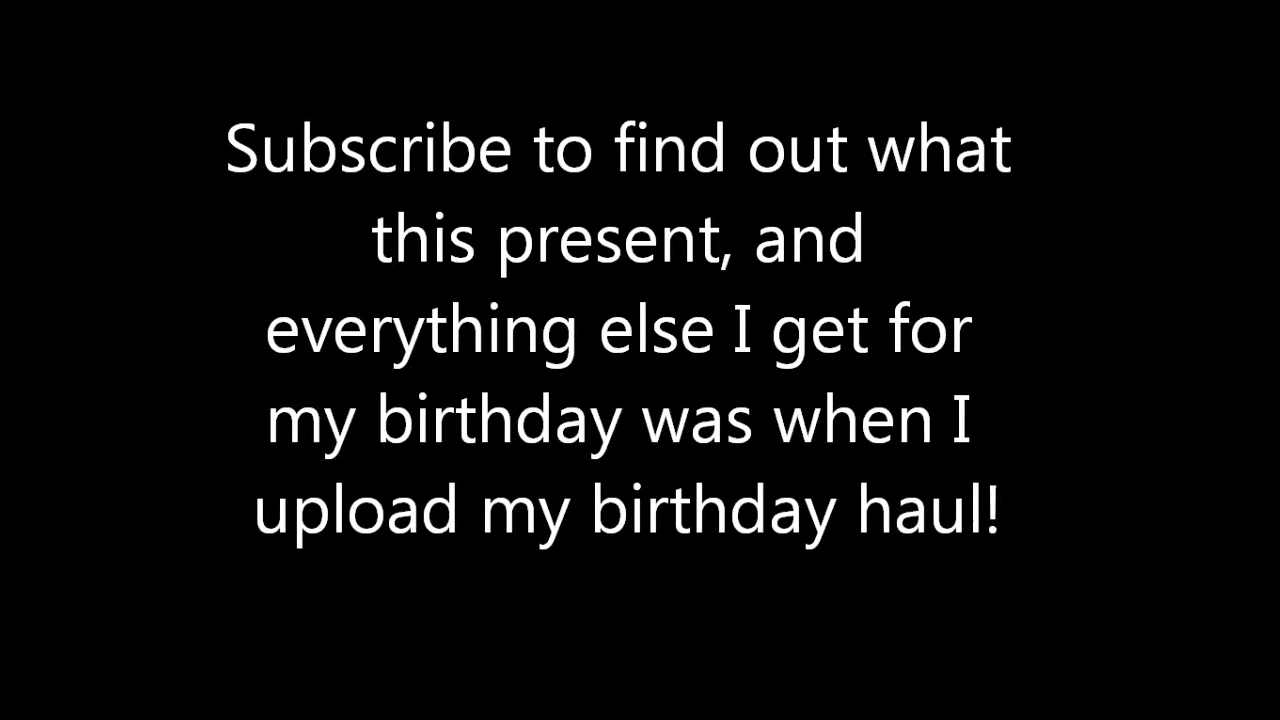 Subscribe to find out what
this present, and
everything else I get for
my birthday was when I
upload my birthday haul!